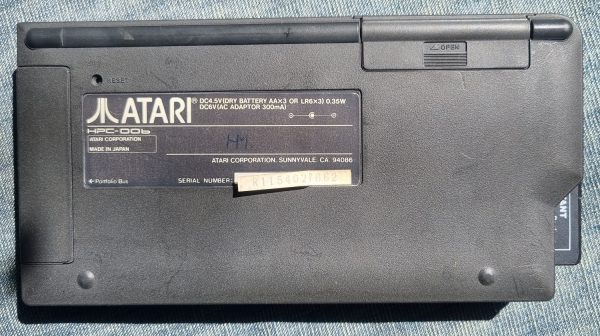 OPEN
RESET
ATARI®
DC4.5V(DRY BATTERY AA×3 OR LR6×3) 0.35W
DC6V(AC ADAPTOR 300mA)
HPC-006
ATARI CORPORATION
MADE IN JAPAN
HM
ATARI CORPORATION. SUNNYVALE. CA. 94086
Portfolio Bus
SERIAL NUMBER: